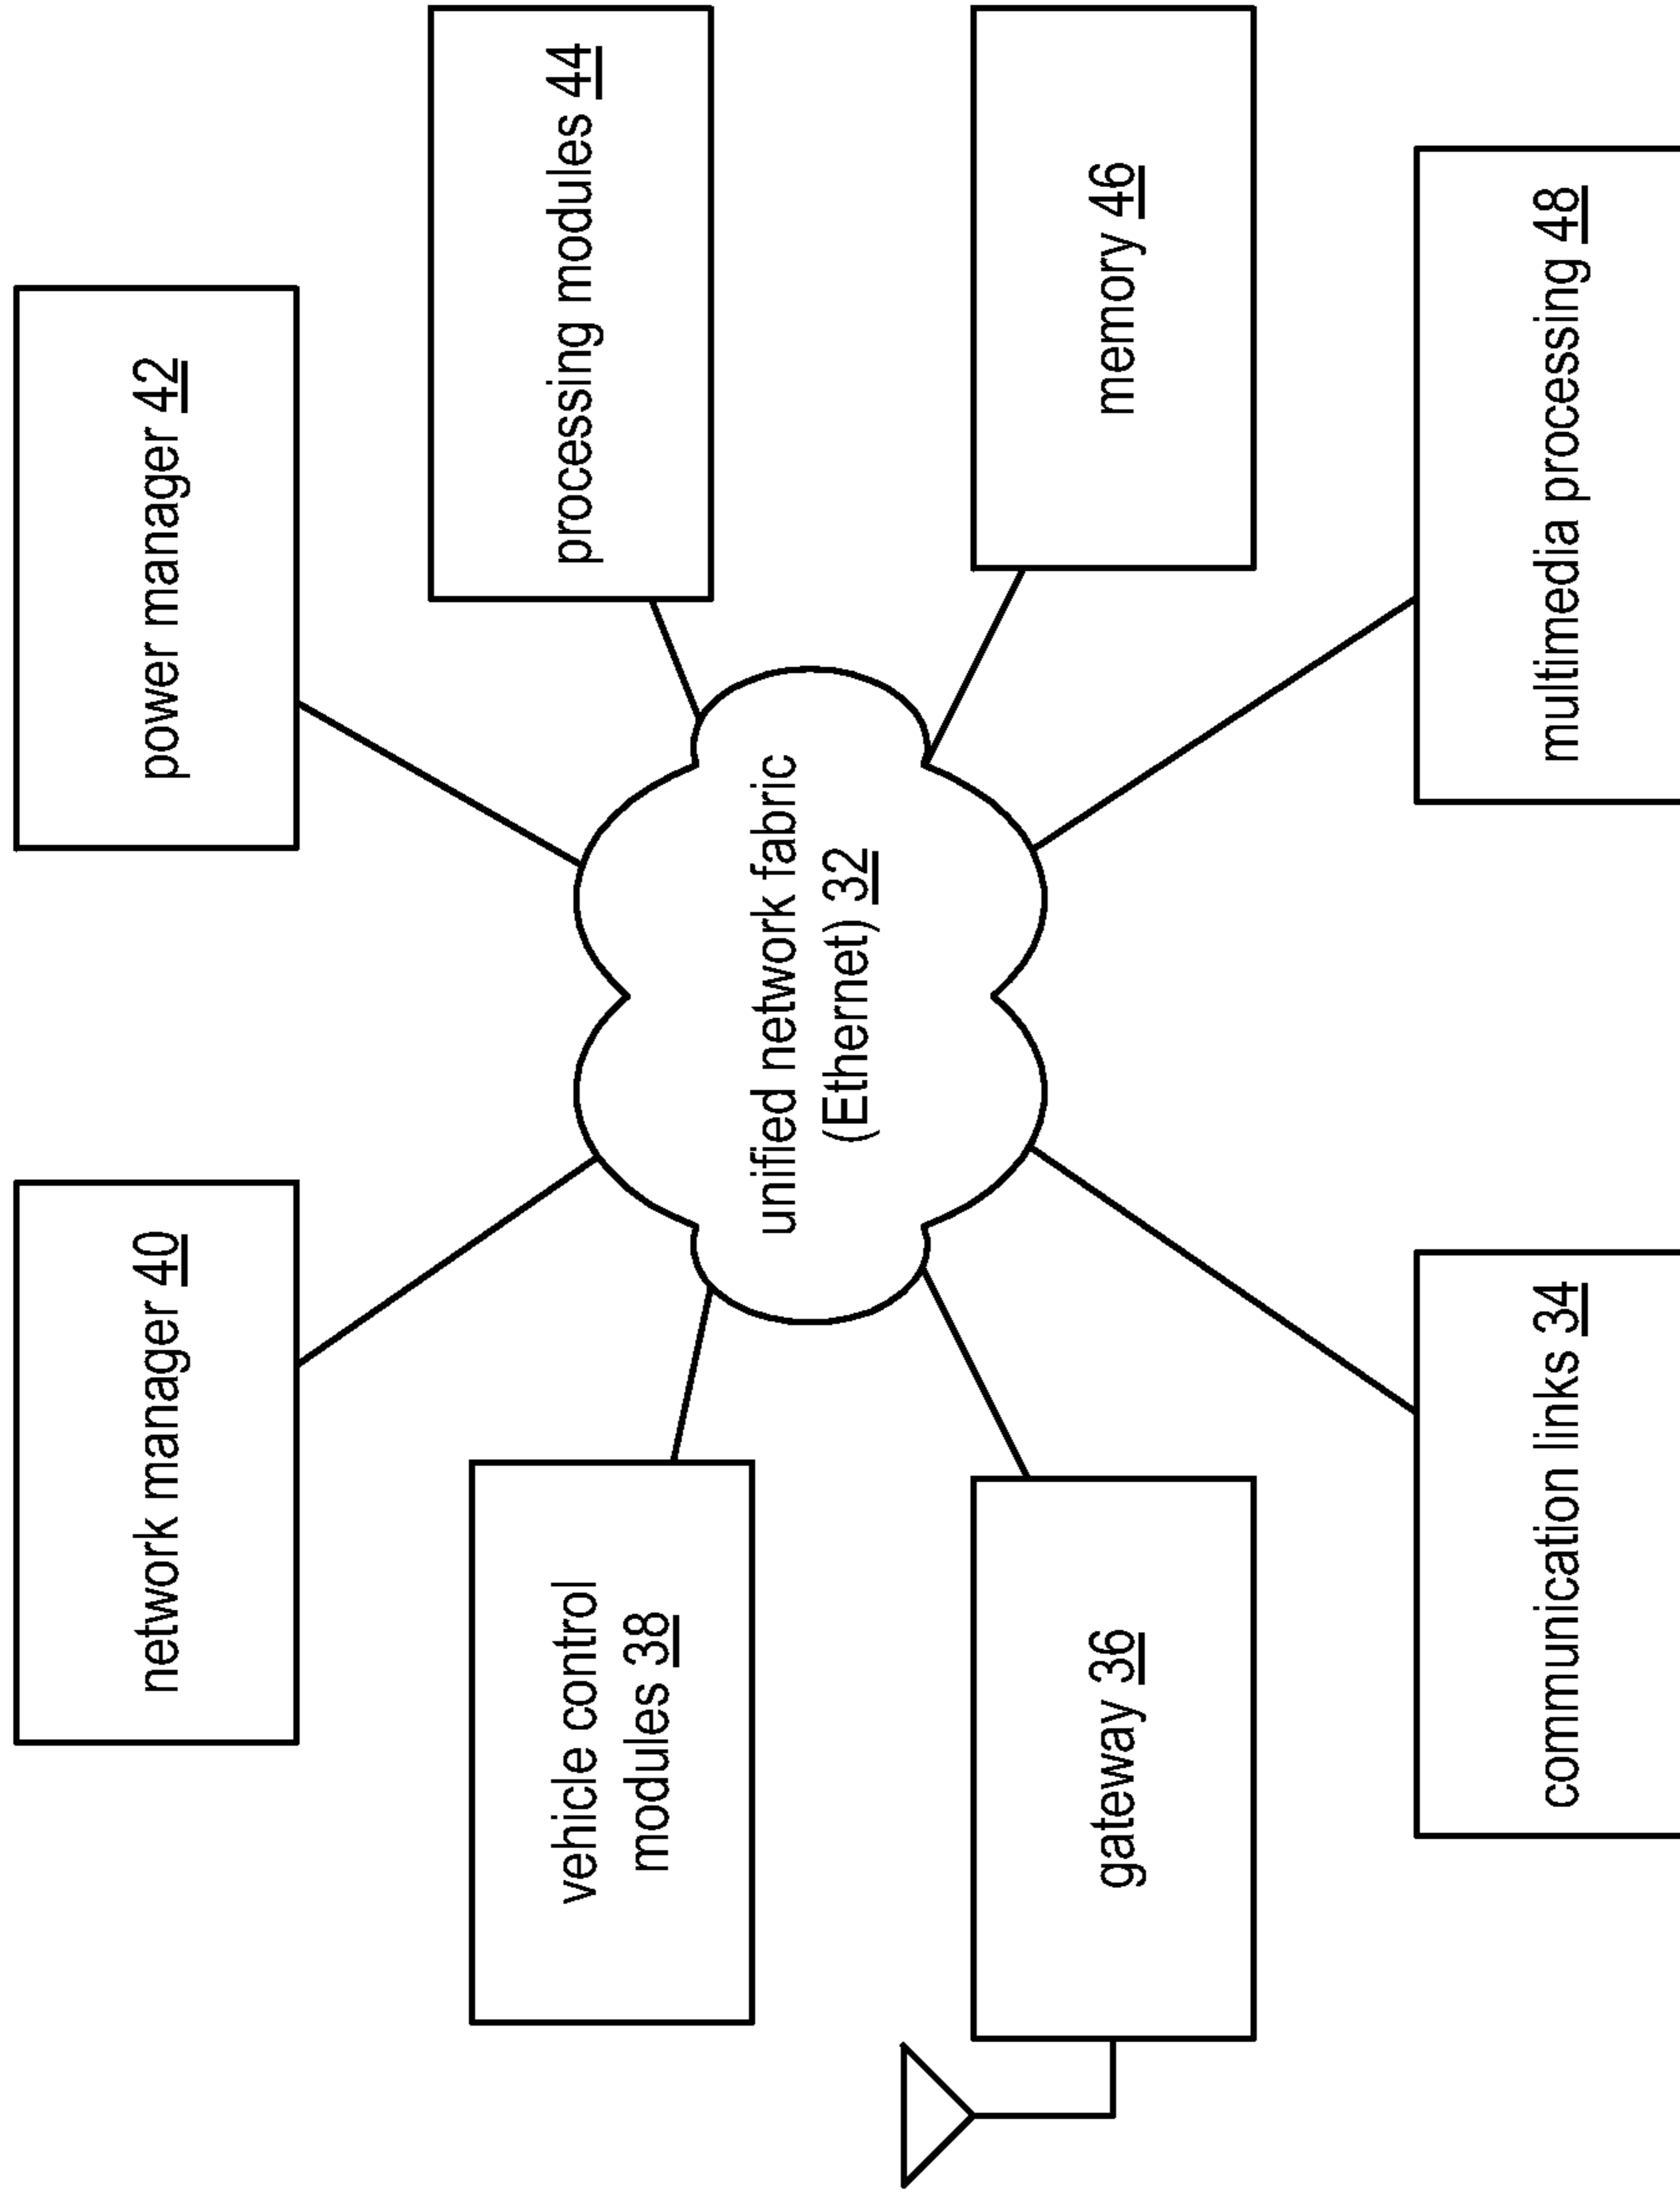 network manager 40
power manager 42
vehicle control
modules 38
processing modules 44
unified network fabric
(Ethernet) 32
gateway 36
memory 46
communication links 34
multimedia processing 48